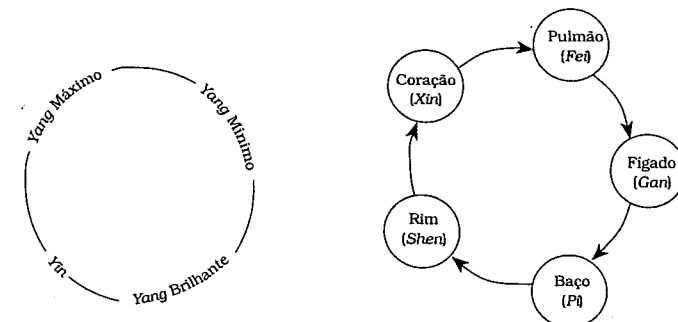 Yang Máximo
Yang Mínimo
Yang Brilhante
Yin
Pulmão
(Fei)
Fígado
(Gan)
Baço
(Pi)
Rim
(Shen)
Coração
(Xin)